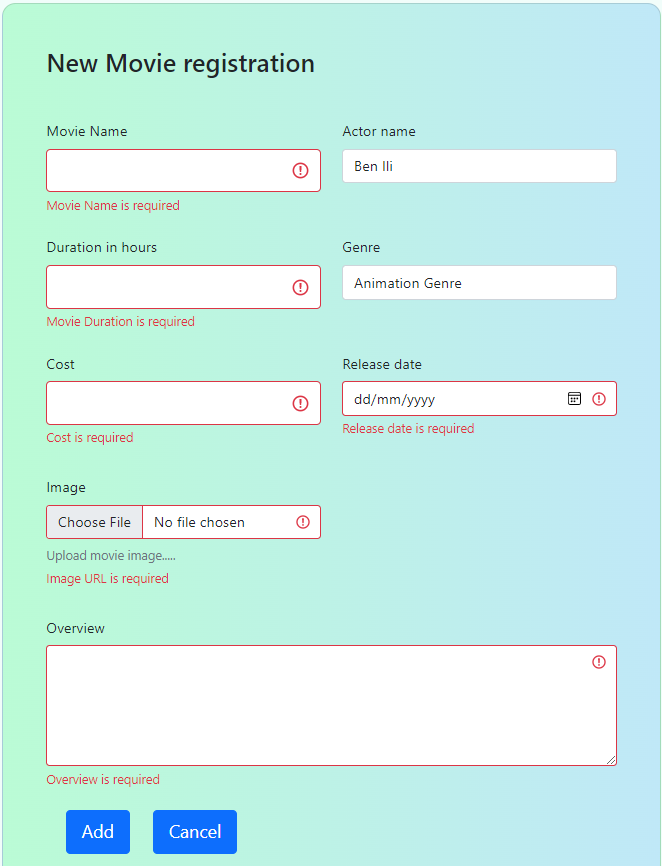 New Movie registration
Movie Name
Actor name
Ben Ili
Movie Name is required
Duration in hours
Genre
Animation Genre
Movie Duration is required
Cost
Release date
dd/mm/yyyy
Cost is required
Release date is required
Image
Choose File
No file chosen
Upload movie image.....
Image URL is required
Overview
Overview is required
Add
Cancel